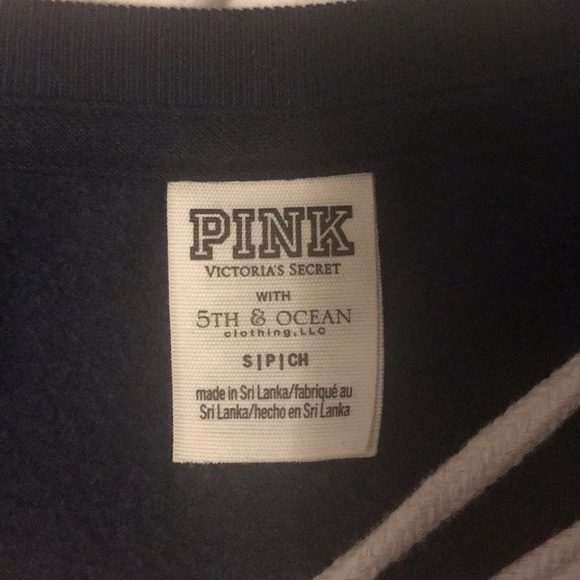 PINK
VICTORIA'S SECRET
WITH
5TH & OCEAN
clothing, LLC
S|P|CH
made in Sri Lanka/fabriqué au
Sri Lanka/hecho en Sri Lanka